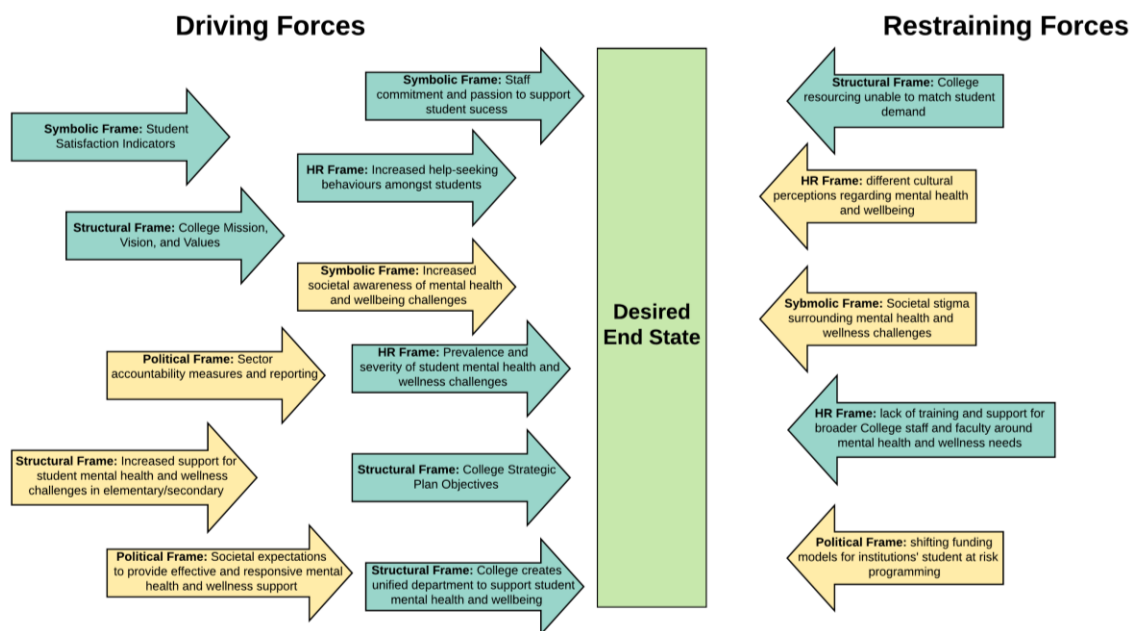 Driving Forces
Restraining Forces
Symbolic Frame: Student
Satisfaction Indicators
Structural Frame: College Mission,
Vision, and Values
Political Frame: Sector
accountability measures and reporting
Structural Frame: Increased support for
student mental health and wellness
challenges in elementary/secondary
Political Frame: Societal expectations
to provide effective and responsive mental
health and wellness support
Symbolic Frame: Staff
commitment and passion to support
student sucess
HR Frame: Increased help-seeking
behaviours amongst students
Symbolic Frame: Increased
societal awareness of mental health
and wellbeing challenges
HR Frame: Prevalence and
severity of student mental health and
wellness challenges
Structural Frame: College Strategic
Plan Objectives
Structural Frame: College creates
unified department to support student
mental health and wellbeing
Desired
End State
Structural Frame: College
resourcing unable to match student
demand
HR Frame: different cultural
perceptions regarding mental health
and wellbeing
Sybmolic Frame: Societal stigma
surrounding mental health and
wellness challenges
HR Frame: lack of training and support for
broader College staff and faculty around
mental health and wellness needs
Political Frame: shifting funding
models for institutions' student at risk
programming